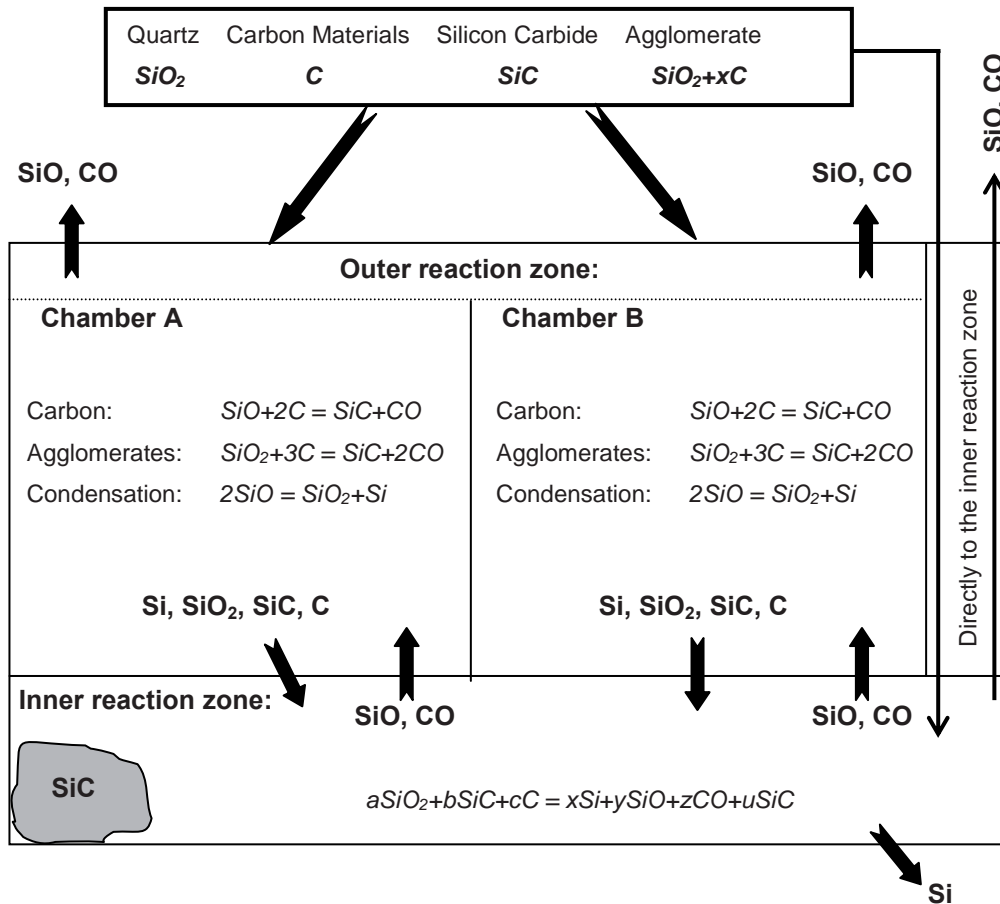 Quartz Carbon Materials Silicon Carbide Agglomerate
SiO₂ C SiC SiO₂+xC
SiO, CO
SiO, CO
SiO, CO
Outer reaction zone:
Chamber A
Carbon: SiO+2C = SiC+CO
Agglomerates: SiO₂+3C = SiC+2CO
Condensation: 2SiO = SiO₂+Si
Si, SiO₂, SiC, C
Chamber B
Carbon: SiO+2C = SiC+CO
Agglomerates: SiO₂+3C = SiC+2CO
Condensation: 2SiO = SiO₂+Si
Si, SiO₂, SiC, C
Directly to the inner reaction zone
Inner reaction zone:
SiO, CO
SiO, CO
SiC
aSiO₂+bSiC+cC = xSi+ySiO+zCO+uSiC
Si